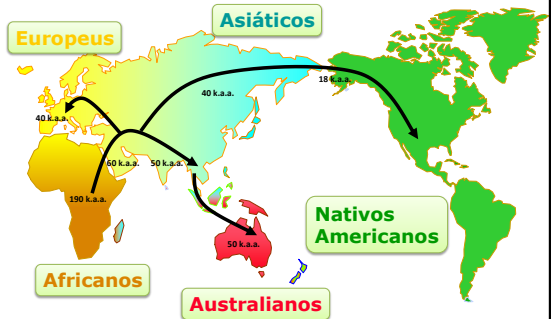 Asiáticos
Europeus
40 k.a.a.
18 k.a.a.
40 k.a.a.
60 k.a.a.
50 k.a.a.
190 k.a.a.
50 k.a.a.
Nativos
Americanos
Africanos
Australianos